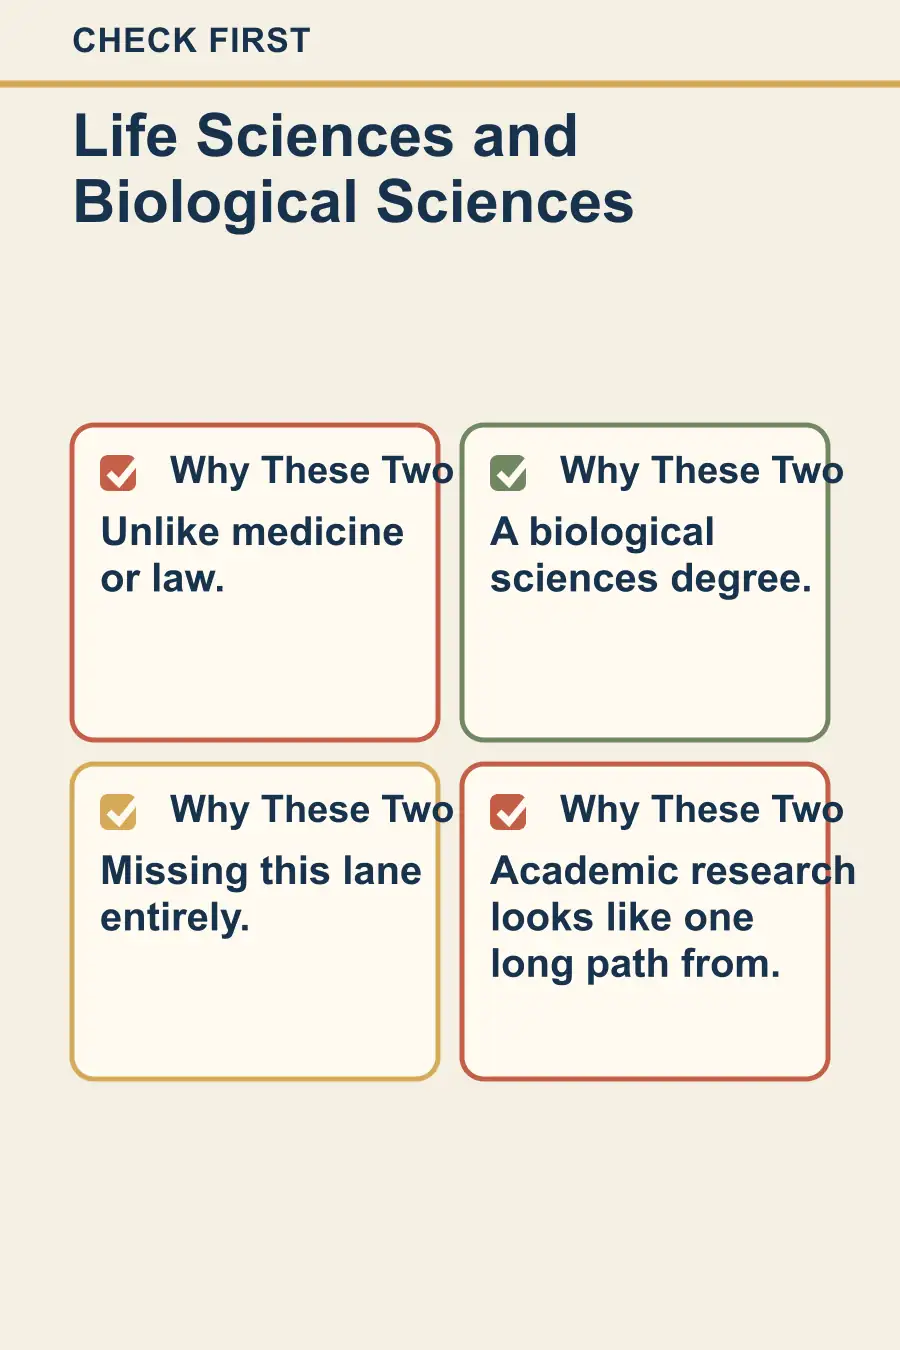 CHECK FIRST
Life Sciences and
Biological Sciences
Why These Two
Unlike medicine
or law.
Why These Two
A biological
sciences degree.
Why These Two
Missing this lane
entirely.
Why These Two
Academic research
looks like one
long path from.